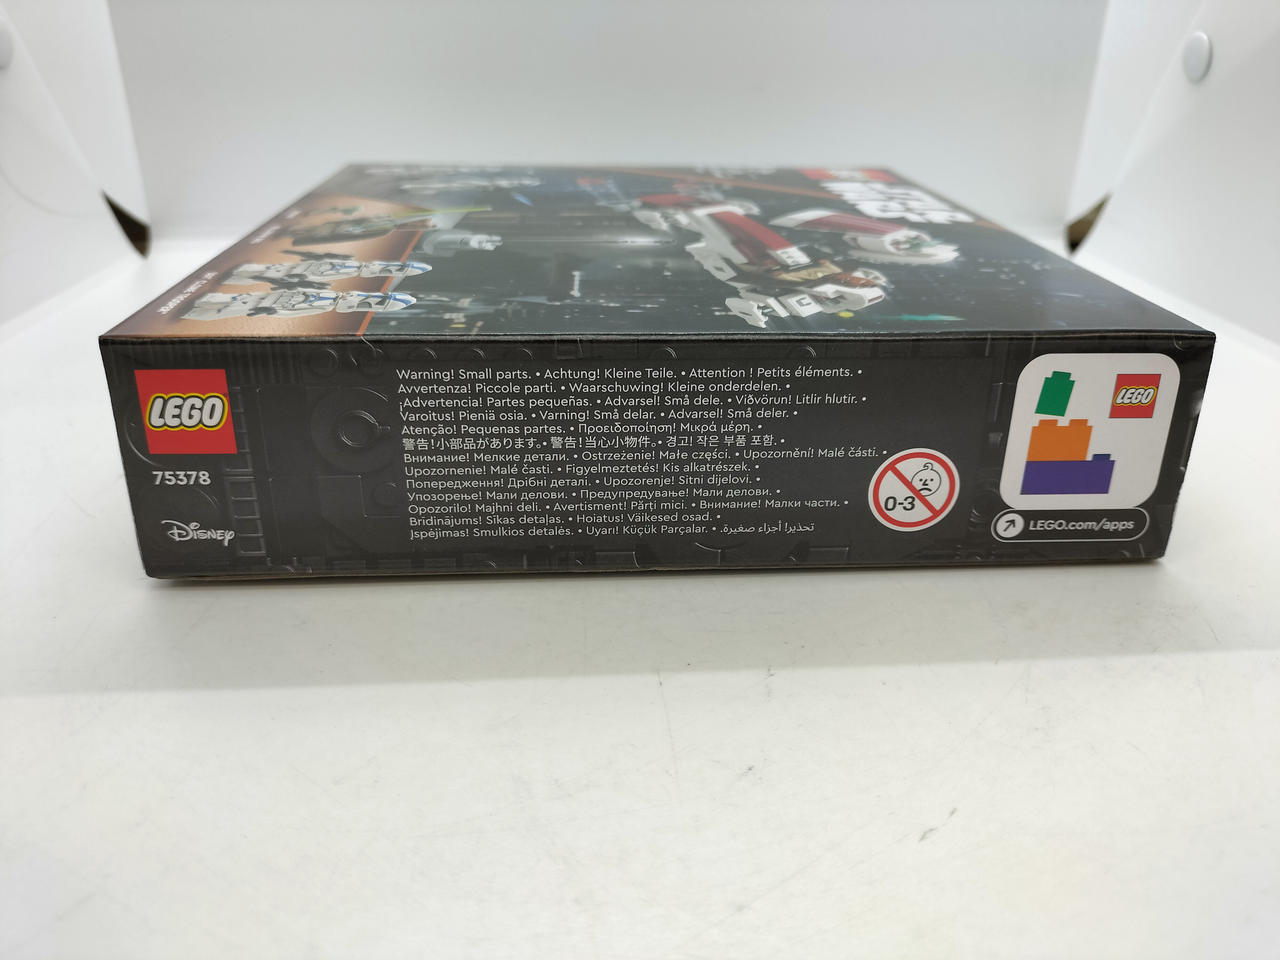 STAR
WARS
LEGO
75378
Disney
Warning! Small parts. • Achtung! Kleine Teile. • Attention ! Petits éléments. •
Avvertenza! Piccole parti. • Waarschuwing! Kleine onderdelen. •
¡Advertencia! Partes pequeñas. • Advarsel! Små dele. • Viðvörun! Litlir hlutir. •
Varoitus! Pieniä osia. • Varning! Små delar. • Advarsel! Små deler. •
Atenção! Pequenas partes. • Προειδοποίηση! Μικρά μέρη. •
警告！小部品があります。• 警告！当心小物件。• 경고! 작은 부품 포함. •
Внимание! Мелкие детали. • Ostrzeżenie! Małe części. • Upozornění! Malé části. •
Upozornenie! Malé časti. • Figyelmeztetés! Kis alkatrészek. •
Попередження! Дрібні деталі. • Upozorenje! Sitni dijelovi. •
Упозорење! Мали делови. • Предупредување! Мали делови. •
Opozorilo! Majhni deli. • Avertisment! Părți mici. • Внимание! Малки части. •
Brīdinājums! Sīkas detaļas. • Hoiatus! Väikesed osad. •
Įspėjimas! Smulkios detalės. • Uyarı! Küçük Parçalar. • تحذير! أجزاء صغيرة.
0-3
LEGO
LEGO.com/apps